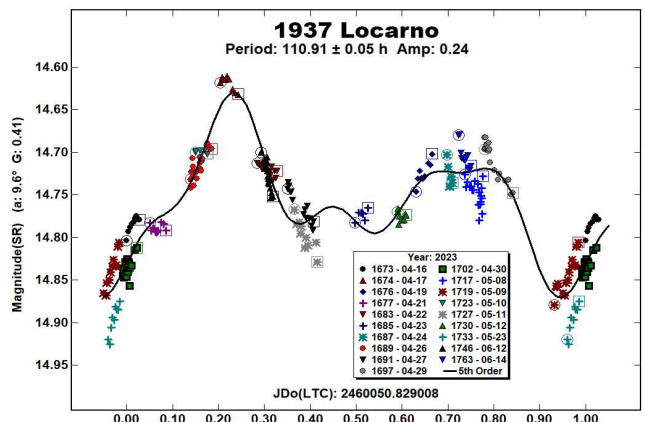 1937 Locarno
Period: 110.91 ± 0.05 h  Amp: 0.24
Magnitude(SR)  (a: 9.6° G: 0.41)
14.60
14.65
14.70
14.75
14.80
14.85
14.90
14.95
Year: 2023
1673 - 04-16
1674 - 04-17
1676 - 04-19
1677 - 04-21
1683 - 04-22
1685 - 04-23
1687 - 04-24
1689 - 04-26
1691 - 04-27
1697 - 04-29
1702 - 04-30
1717 - 05-08
1719 - 05-09
1723 - 05-10
1727 - 05-11
1730 - 05-12
1733 - 05-23
1746 - 06-12
1763 - 06-14
5th Order
JDo(LTC): 2460050.829008
0.00 0.10 0.20 0.30 0.40 0.50 0.60 0.70 0.80 0.90 1.00